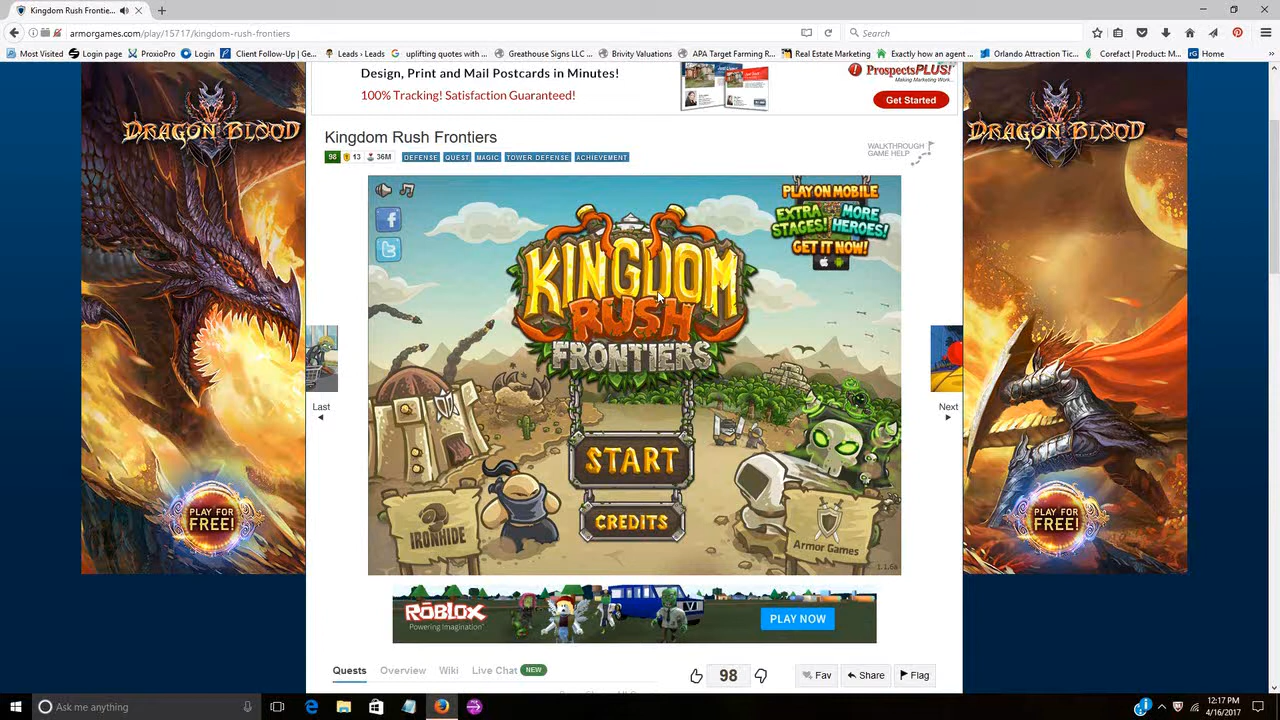 Kingdom Rush Frontie...
armorgames.com/play/15717/kingdom-rush-frontiers
Search
Most Visited
Login page
ProxioPro
Login
Client Follow-Up | Ge...
Leads › Leads
uplifting quotes with ...
Greathouse Signs, LLC ...
Brivity Valuations
APA Target Farming R...
Real Estate Marketing
Exactly how an agent ...
Orlando Attraction Tic...
Corefact | Product: M...
Home
Design, Print and Mail Postcards in Minutes!
100% Tracking! Satisfaction Guaranteed!
ProspectsPLUS!
Making Marketing Work...
Get Started
DRAGON BLOOD
DRAGON BLOOD
Kingdom Rush Frontiers
98 13 36M DEFENSE QUEST MAGIC TOWER DEFENSE ACHIEVEMENT
WALKTHROUGH
GAME HELP
PLAY ON MOBILE
EXTRA MORE
STAGES! HEROES!
GET IT NOW!
KINGDOM
RUSH
FRONTIERS
Last
Next
START
CREDITS
IRONHIDE
Armor Games
1.1.6a
PLAY FOR
FREE!
PLAY FOR
FREE!
ROBLOX
Powering Imagination
PLAY NOW
Quests Overview Wiki Live Chat NEW
98 Fav Share Flag
Ask me anything
12:17 PM
4/16/2017